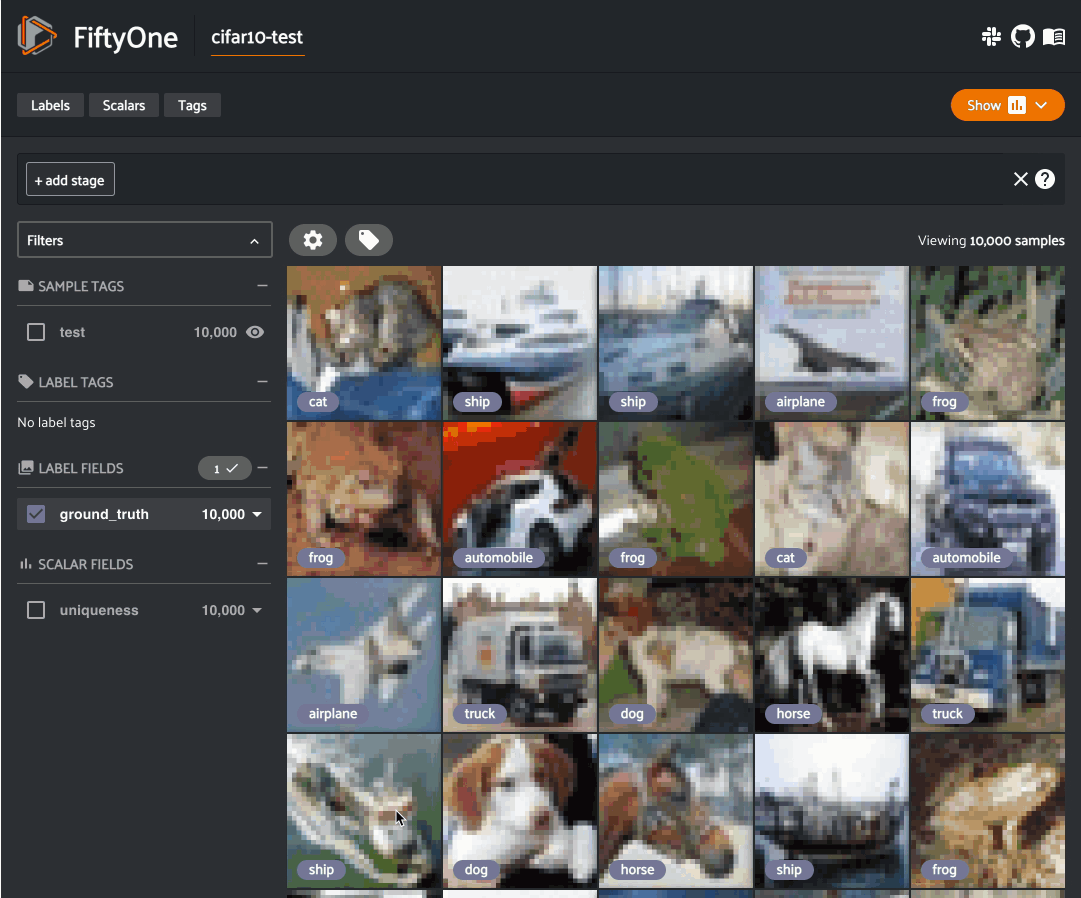 FiftyOne
cifar10-test
Labels
Scalars
Tags
Show
+ add stage
?
Filters
Viewing 10,000 samples
SAMPLE TAGS
test 10,000
LABEL TAGS
No label tags
LABEL FIELDS 1
ground_truth 10,000
SCALAR FIELDS
uniqueness 10,000
cat ship ship airplane frog
frog automobile frog cat automobile
airplane truck dog horse truck
ship dog horse ship frog